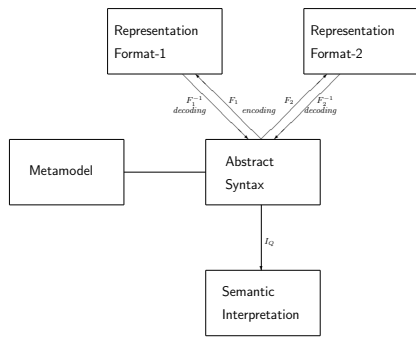 Representation
Format-1
Representation
Format-2
F₁⁻¹
decoding
F₁
encoding
F₂
F₂⁻¹
decoding
Metamodel
Abstract
Syntax
I_Q
Semantic
Interpretation